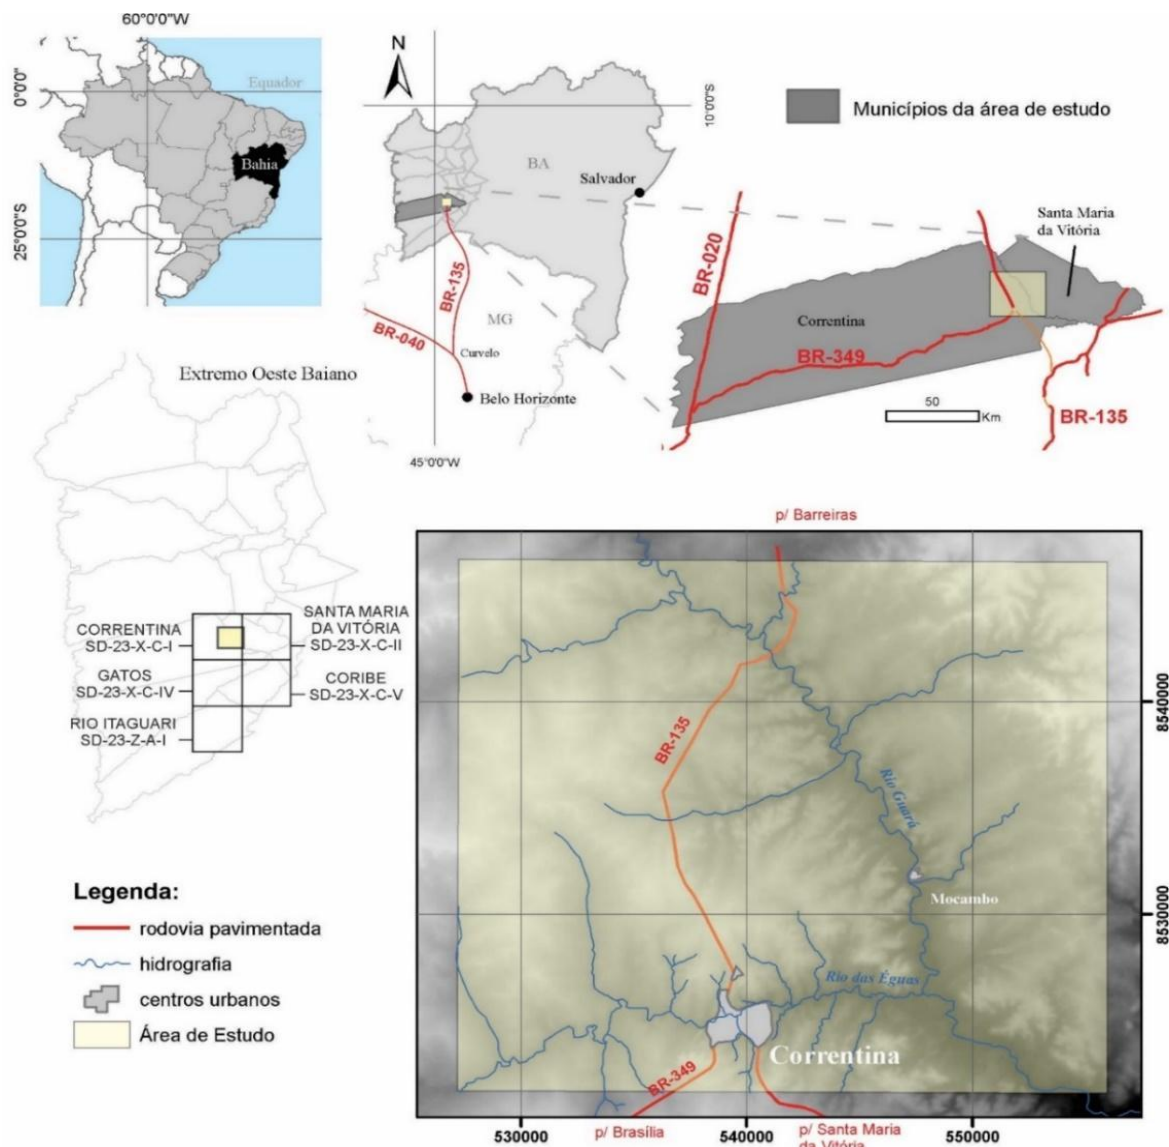 60°0'0"W
0°0'0"
Equador
Bahia
25°0'0"S
N
10°0'0"S
BA
Salvador
BR-135
MG
BR-040
Curvelo
Belo Horizonte
45°0'0"W
Municípios da área de estudo
Santa Maria
da Vitória
BR-020
Correntina
BR-349
50
Km
BR-135
Extremo Oeste Baiano
CORRENTINA
SD-23-X-C-I
SANTA MARIA
DA VITÓRIA
SD-23-X-C-II
GATOS
SD-23-X-C-IV
CORIBE
SD-23-X-C-V
RIO ITAGUARI
SD-23-Z-A-I
Legenda:
rodovia pavimentada
hidrografia
centros urbanos
Área de Estudo
p/ Barreiras
8540000
BR-135
Rio Guará
Mocambo
8530000
Rio das Éguas
Correntina
BR-349
530000
540000
550000
p/ Brasília
p/ Santa Maria
da Vitória